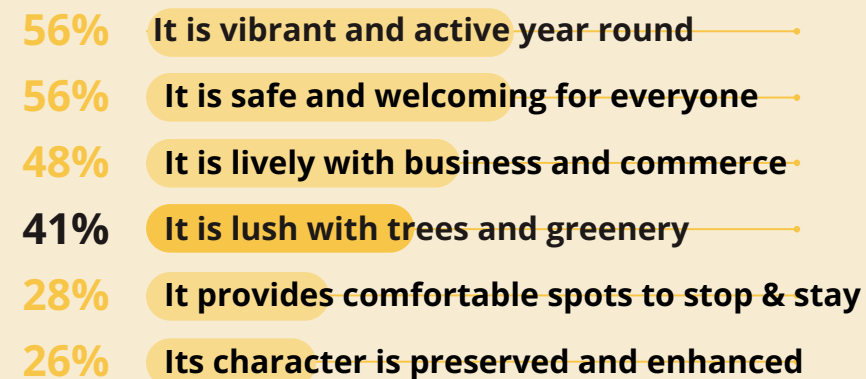 56% It is vibrant and active year round
56% It is safe and welcoming for everyone
48% It is lively with business and commerce
41% It is lush with trees and greenery
28% It provides comfortable spots to stop & stay
26% Its character is preserved and enhanced